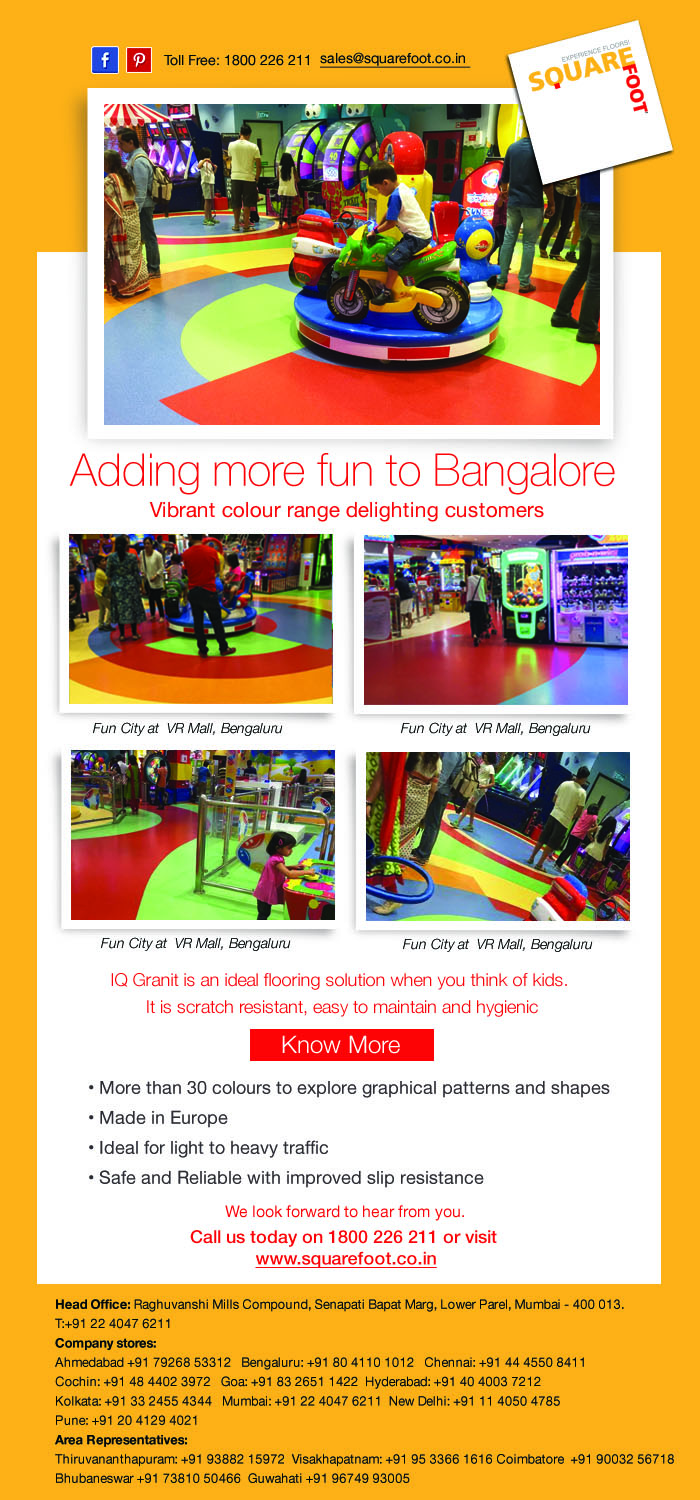 Toll Free: 1800 226 211 sales@squarefoot.co.in
EXPERIENCE FLOORS!
SQUARE
FOOT
Adding more fun to Bangalore
Vibrant colour range delighting customers
Fun City at VR Mall, Bengaluru
Fun City at VR Mall, Bengaluru
Fun City at VR Mall, Bengaluru
Fun City at VR Mall, Bengaluru
IQ Granit is an ideal flooring solution when you think of kids.
It is scratch resistant, easy to maintain and hygienic
Know More
• More than 30 colours to explore graphical patterns and shapes
• Made in Europe
• Ideal for light to heavy traffic
• Safe and Reliable with improved slip resistance
We look forward to hear from you.
Call us today on 1800 226 211 or visit
www.squarefoot.co.in
Head Office: Raghuvanshi Mills Compound, Senapati Bapat Marg, Lower Parel, Mumbai - 400 013.
T:+91 22 4047 6211
Company stores:
Ahmedabad +91 79268 53312 Bengaluru: +91 80 4110 1012 Chennai: +91 44 4550 8411
Cochin: +91 48 4402 3972 Goa: +91 83 2651 1422 Hyderabad: +91 40 4003 7212
Kolkata: +91 33 2455 4344 Mumbai: +91 22 4047 6211 New Delhi: +91 11 4050 4785
Pune: +91 20 4129 4021
Area Representatives:
Thiruvananthapuram: +91 93882 15972 Visakhapatnam: +91 95 3366 1616 Coimbatore +91 90032 56718
Bhubaneswar +91 73810 50466 Guwahati +91 96749 93005